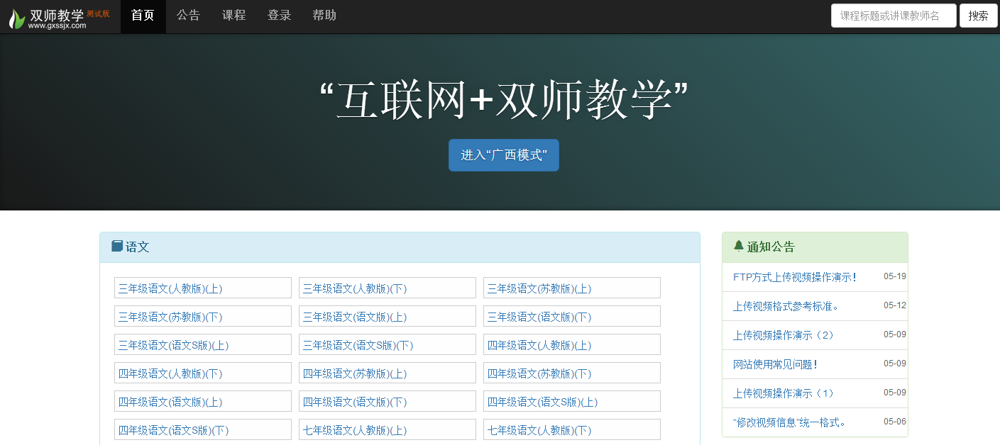 双师教学 测试版
www.gxssjx.com
首页 公告 课程 登录 帮助 课程标题或讲课教师名 搜索
“互联网+双师教学”
进入“广西模式”
语文
三年级语文(人教版)(上) 三年级语文(人教版)(下) 三年级语文(苏教版)(上)
三年级语文(苏教版)(下) 三年级语文(语文版)(上) 三年级语文(语文版)(下)
三年级语文(语文S版)(上) 三年级语文(语文S版)(下) 四年级语文(人教版)(上)
四年级语文(人教版)(下) 四年级语文(苏教版)(上) 四年级语文(苏教版)(下)
四年级语文(语文版)(上) 四年级语文(语文版)(下) 四年级语文(语文S版)(上)
四年级语文(语文S版)(下) 七年级语文(人教版)(上) 七年级语文(人教版)(下)
通知公告
FTP方式上传视频操作演示! 05-19
上传视频格式参考标准。 05-12
上传视频操作演示（2） 05-09
网站使用常见问题! 05-09
上传视频操作演示（1） 05-09
“修改视频信息”统一格式。 05-06